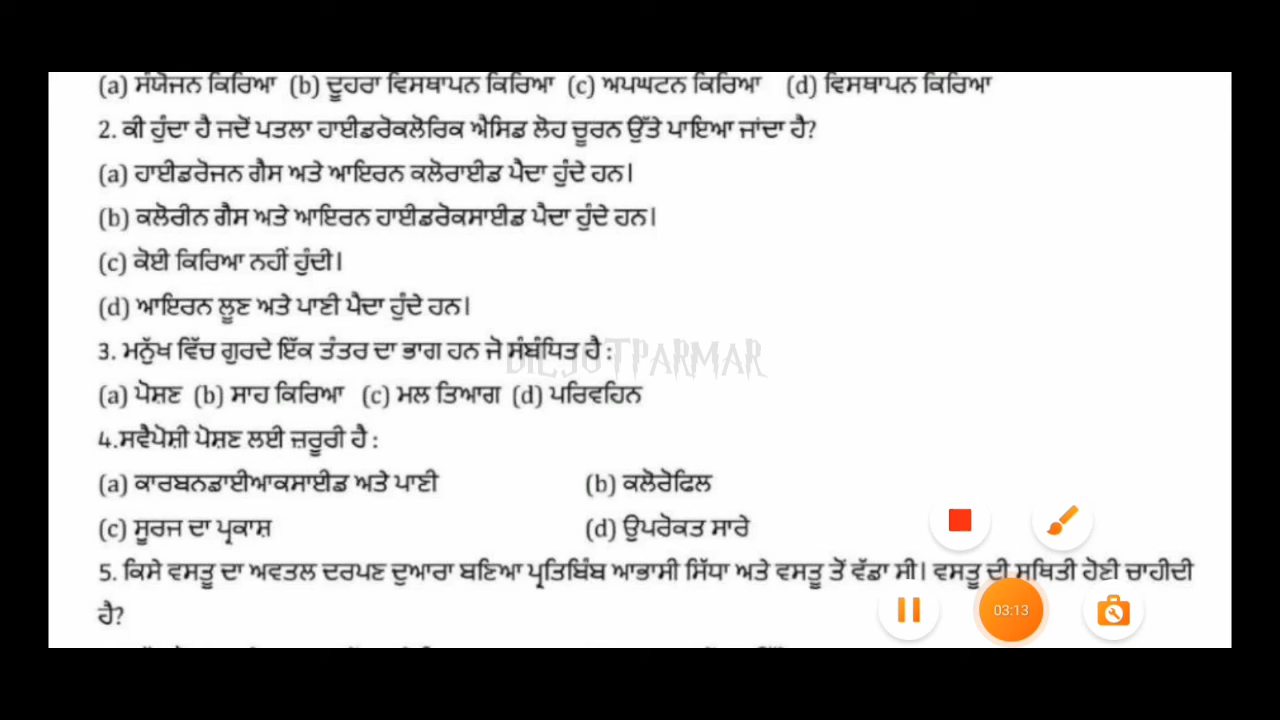 (a) ਸੰਯੋਜਨ ਕਿਰਿਆ (b) ਦੂਹਰਾ ਵਿਸਥਾਪਨ ਕਿਰਿਆ (c) ਅਪਘਟਨ ਕਿਰਿਆ (d) ਵਿਸਥਾਪਨ ਕਿਰਿਆ
2. ਕੀ ਹੁੰਦਾ ਹੈ ਜਦੋਂ ਪਤਲਾ ਹਾਈਡਰੋਕਲੋਰਿਕ ਐਸਿਡ ਲੋਹ ਚੂਰਨ ਉੱਤੇ ਪਾਇਆ ਜਾਂਦਾ ਹੈ?
(a) ਹਾਈਡਰੋਜਨ ਗੈਸ ਅਤੇ ਆਇਰਨ ਕਲੋਰਾਈਡ ਪੈਦਾ ਹੁੰਦੇ ਹਨ।
(b) ਕਲੋਰੀਨ ਗੈਸ ਅਤੇ ਆਇਰਨ ਹਾਈਡਰੋਕਸਾਈਡ ਪੈਦਾ ਹੁੰਦੇ ਹਨ।
(c) ਕੋਈ ਕਿਰਿਆ ਨਹੀਂ ਹੁੰਦੀ।
(d) ਆਇਰਨ ਲੂਣ ਅਤੇ ਪਾਣੀ ਪੈਦਾ ਹੁੰਦੇ ਹਨ।
3. ਮਨੁੱਖ ਵਿੱਚ ਗੁਰਦੇ ਇੱਕ ਤੰਤਰ ਦਾ ਭਾਗ ਹਨ ਜੋ ਸੰਬੰਧਿਤ ਹੈ :
(a) ਪੋਸ਼ਣ (b) ਸਾਹ ਕਿਰਿਆ (c) ਮਲ ਤਿਆਗ (d) ਪਰਿਵਹਿਨ
4.ਸਵੈਪੋਸ਼ੀ ਪੋਸ਼ਣ ਲਈ ਜ਼ਰੂਰੀ ਹੈ :
(a) ਕਾਰਬਨਡਾਈਆਕਸਾਈਡ ਅਤੇ ਪਾਣੀ (b) ਕਲੋਰੋਫਿਲ
(c) ਸੂਰਜ ਦਾ ਪ੍ਰਕਾਸ਼ (d) ਉਪਰੋਕਤ ਸਾਰੇ
5. ਕਿਸੇ ਵਸਤੂ ਦਾ ਅਵਤਲ ਦਰਪਣ ਦੁਆਰਾ ਬਣਿਆ ਪ੍ਰਤਿਬਿੰਬ ਆਭਾਸੀ ਸਿੱਧਾ ਅਤੇ ਵਸਤੂ ਤੋਂ ਵੱਡਾ ਸੀ। ਵਸਤੂ ਦੀ ਸਥਿਤੀ ਹੋਣੀ ਚਾਹੀਦੀ
ਹੈ?
03:13